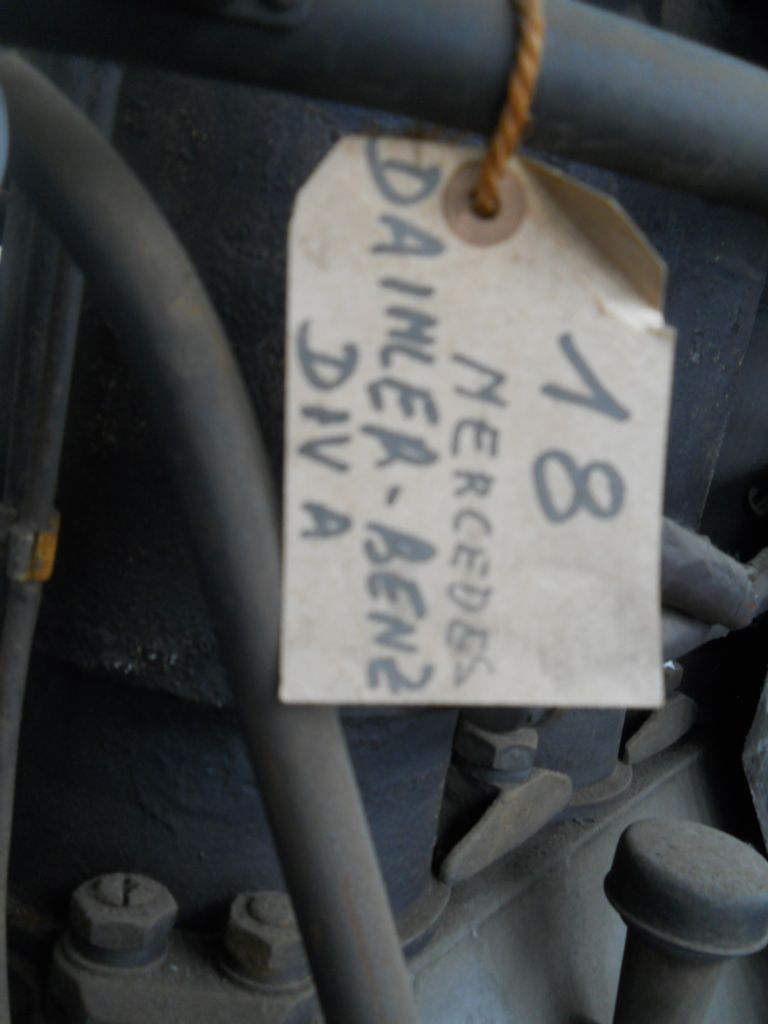 18
MERCEDES
DAIMLER-BENZ
DIV A